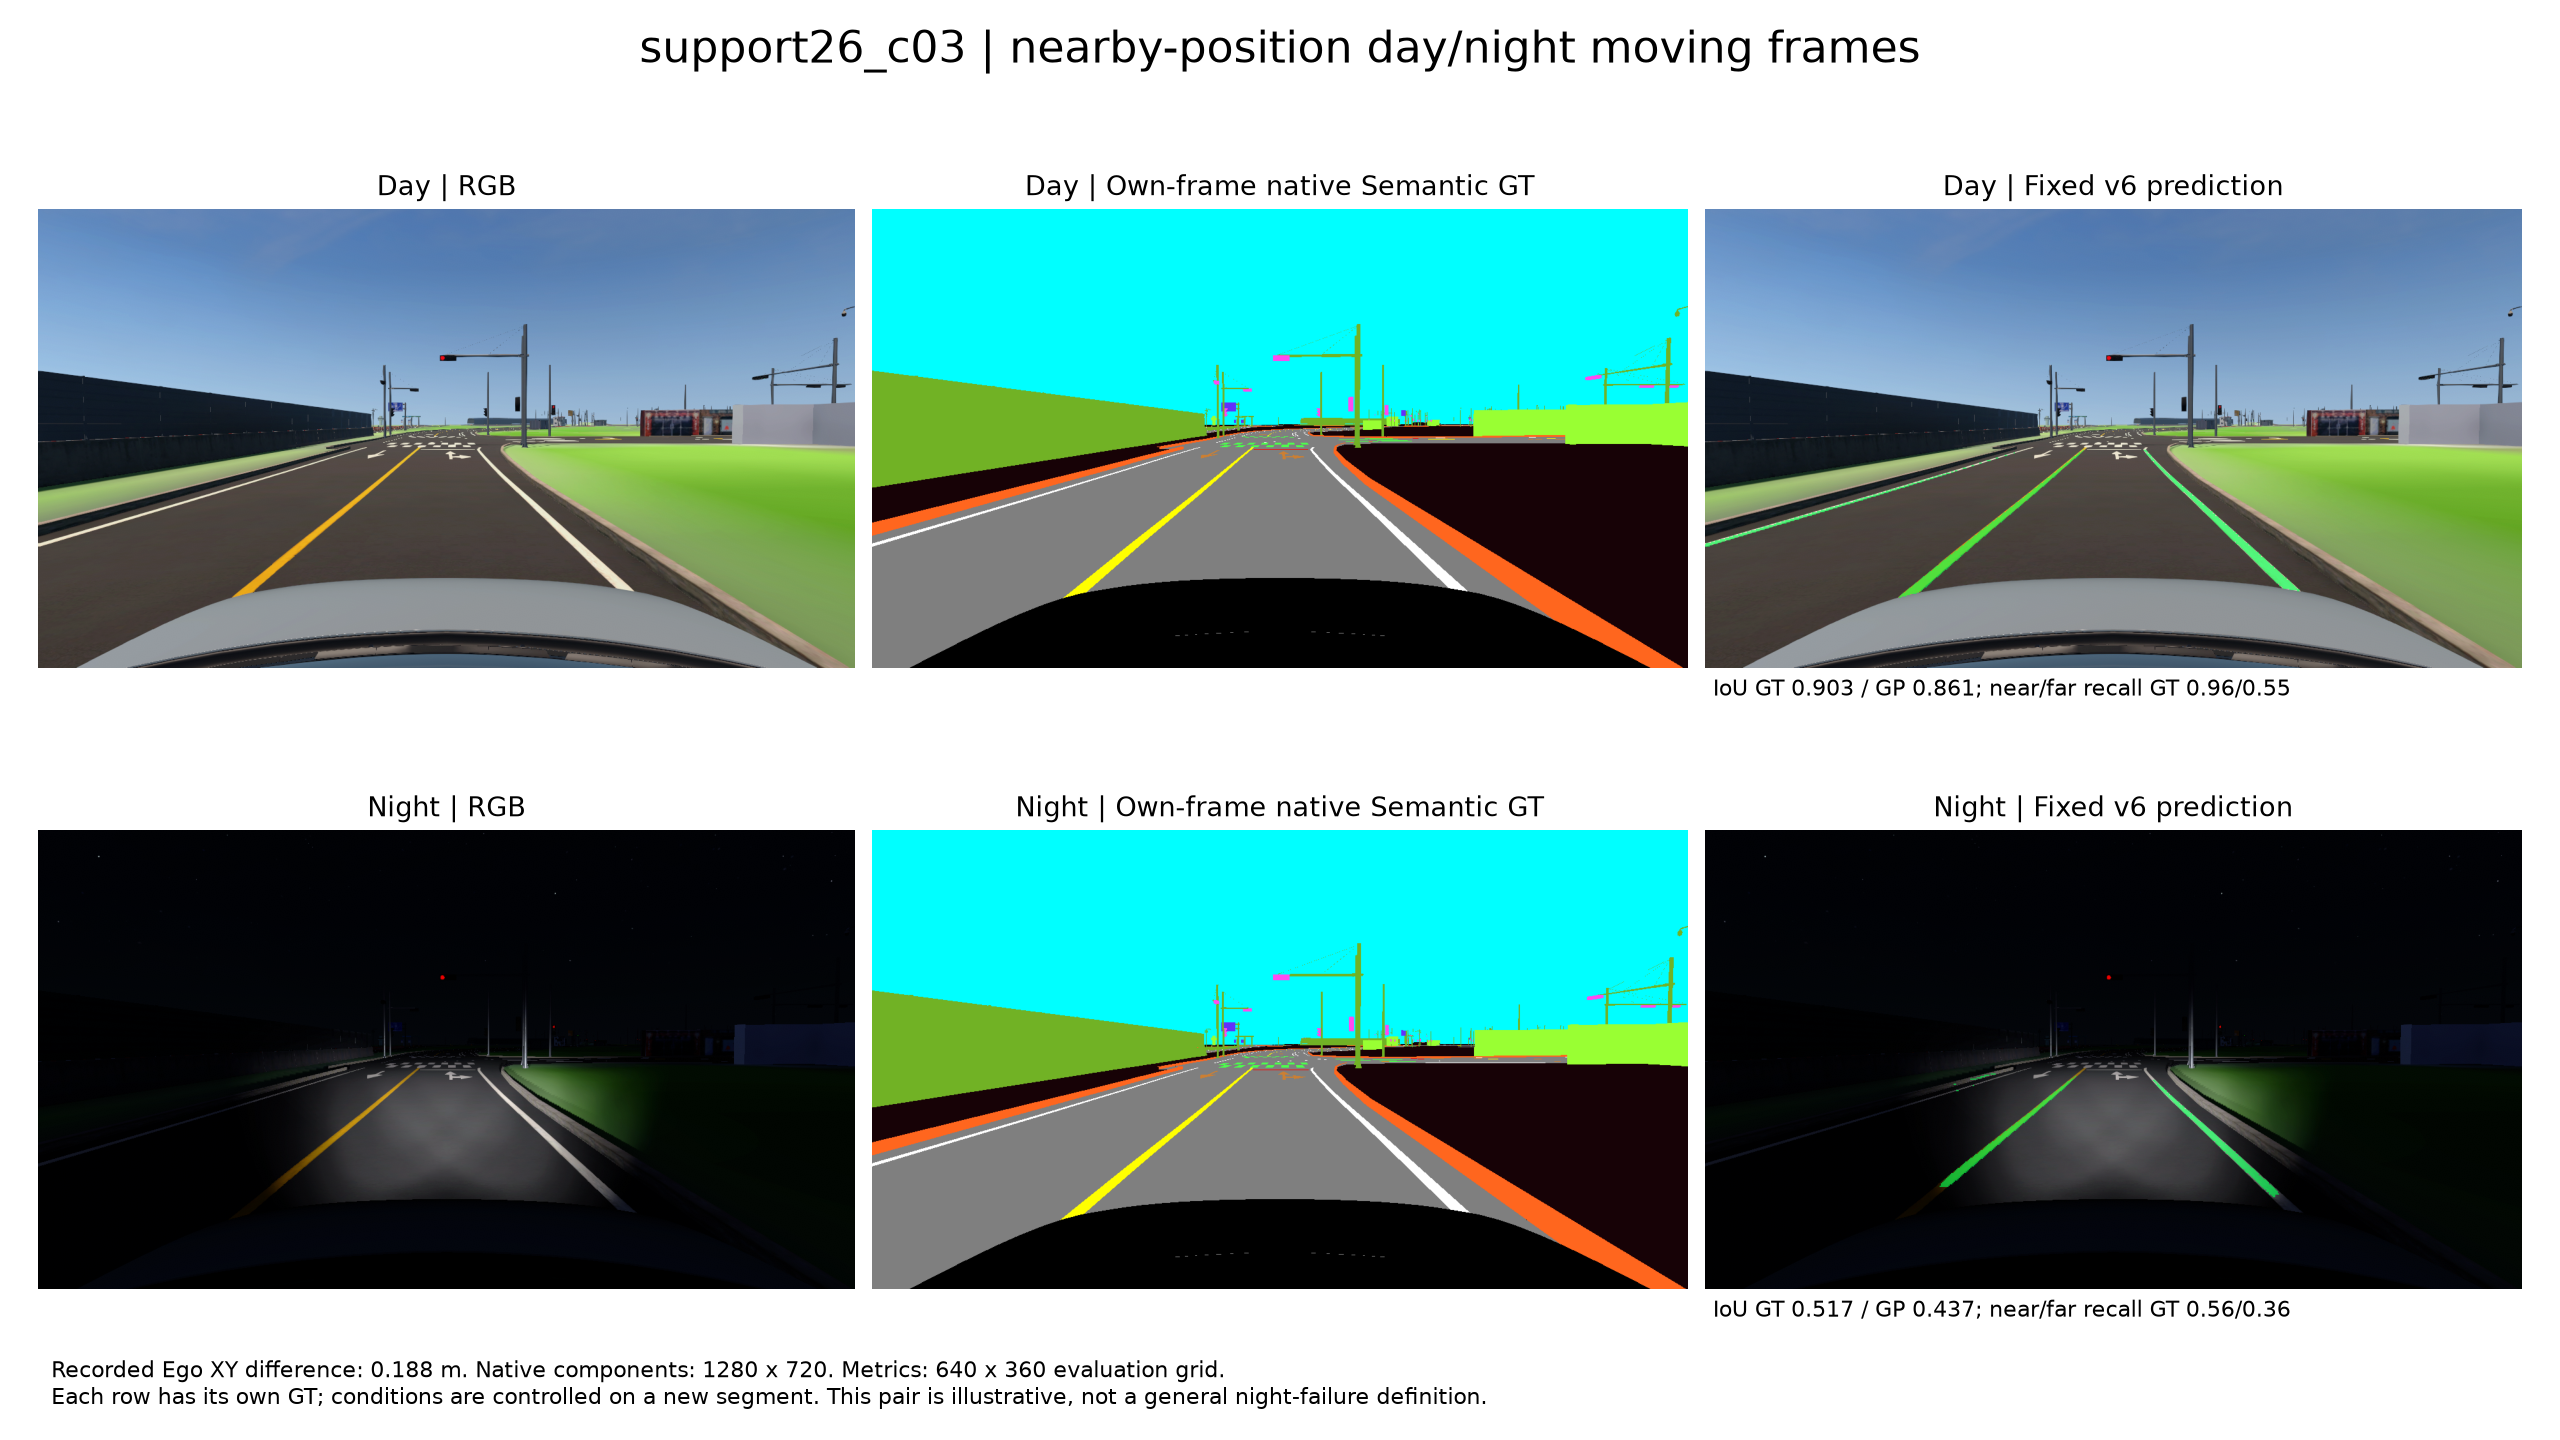 support26_c03 | nearby-position day/night moving frames
Day | RGB
Day | Own-frame native Semantic GT
Day | Fixed v6 prediction
IoU GT 0.903 / GP 0.861; near/far recall GT 0.96/0.55
Night | RGB
Night | Own-frame native Semantic GT
Night | Fixed v6 prediction
IoU GT 0.517 / GP 0.437; near/far recall GT 0.56/0.36
Recorded Ego XY difference: 0.188 m. Native components: 1280 x 720. Metrics: 640 x 360 evaluation grid.
Each row has its own GT; conditions are controlled on a new segment. This pair is illustrative, not a general night-failure definition.